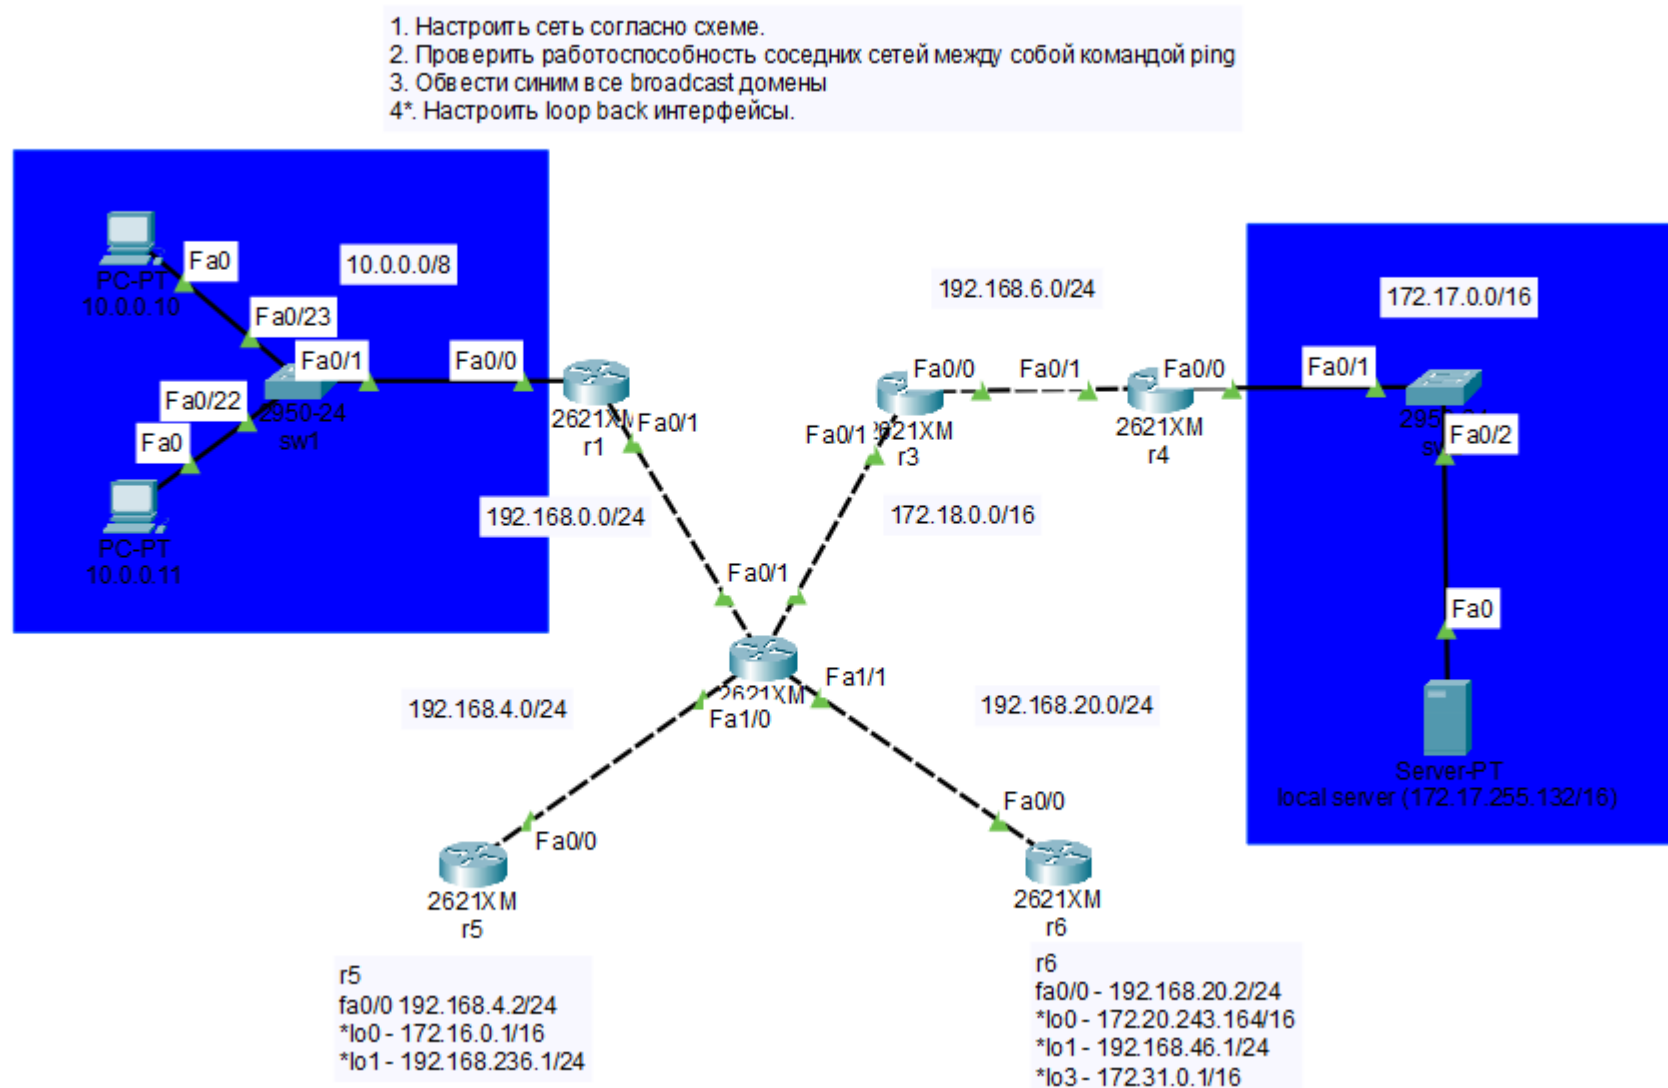 1. Настроить сеть согласно схеме.
2. Проверить работоспособность соседних сетей между собой командой ping
3. Обвести синим все broadcast домены
4*. Настроить loop back интерфейсы.
PC-PT
10.0.0.10
Fa0
Fa0/23
10.0.0.0/8
Fa0/1
Fa0/0
Fa0/22
Fa0
2950-24
sw1
PC-PT
10.0.0.11
2621XM
r1
Fa0/1
192.168.0.0/24
192.168.6.0/24
Fa0/0
Fa0/1
Fa0/0
Fa0/1
2621XM
r3
2621XM
r4
172.18.0.0/16
172.17.0.0/16
Fa0/1
Fa0/2
Fa0
Server-PT
local server (172.17.255.132/16)
Fa0/1
2621XM
Fa1/1
Fa1/0
192.168.4.0/24
192.168.20.0/24
Fa0/0
2621XM
r5
Fa0/0
2621XM
r6
r5
fa0/0 192.168.4.2/24
*lo0 - 172.16.0.1/16
*lo1 - 192.168.236.1/24
r6
fa0/0 - 192.168.20.2/24
*lo0 - 172.20.243.164/16
*lo1 - 192.168.46.1/24
*lo3 - 172.31.0.1/16